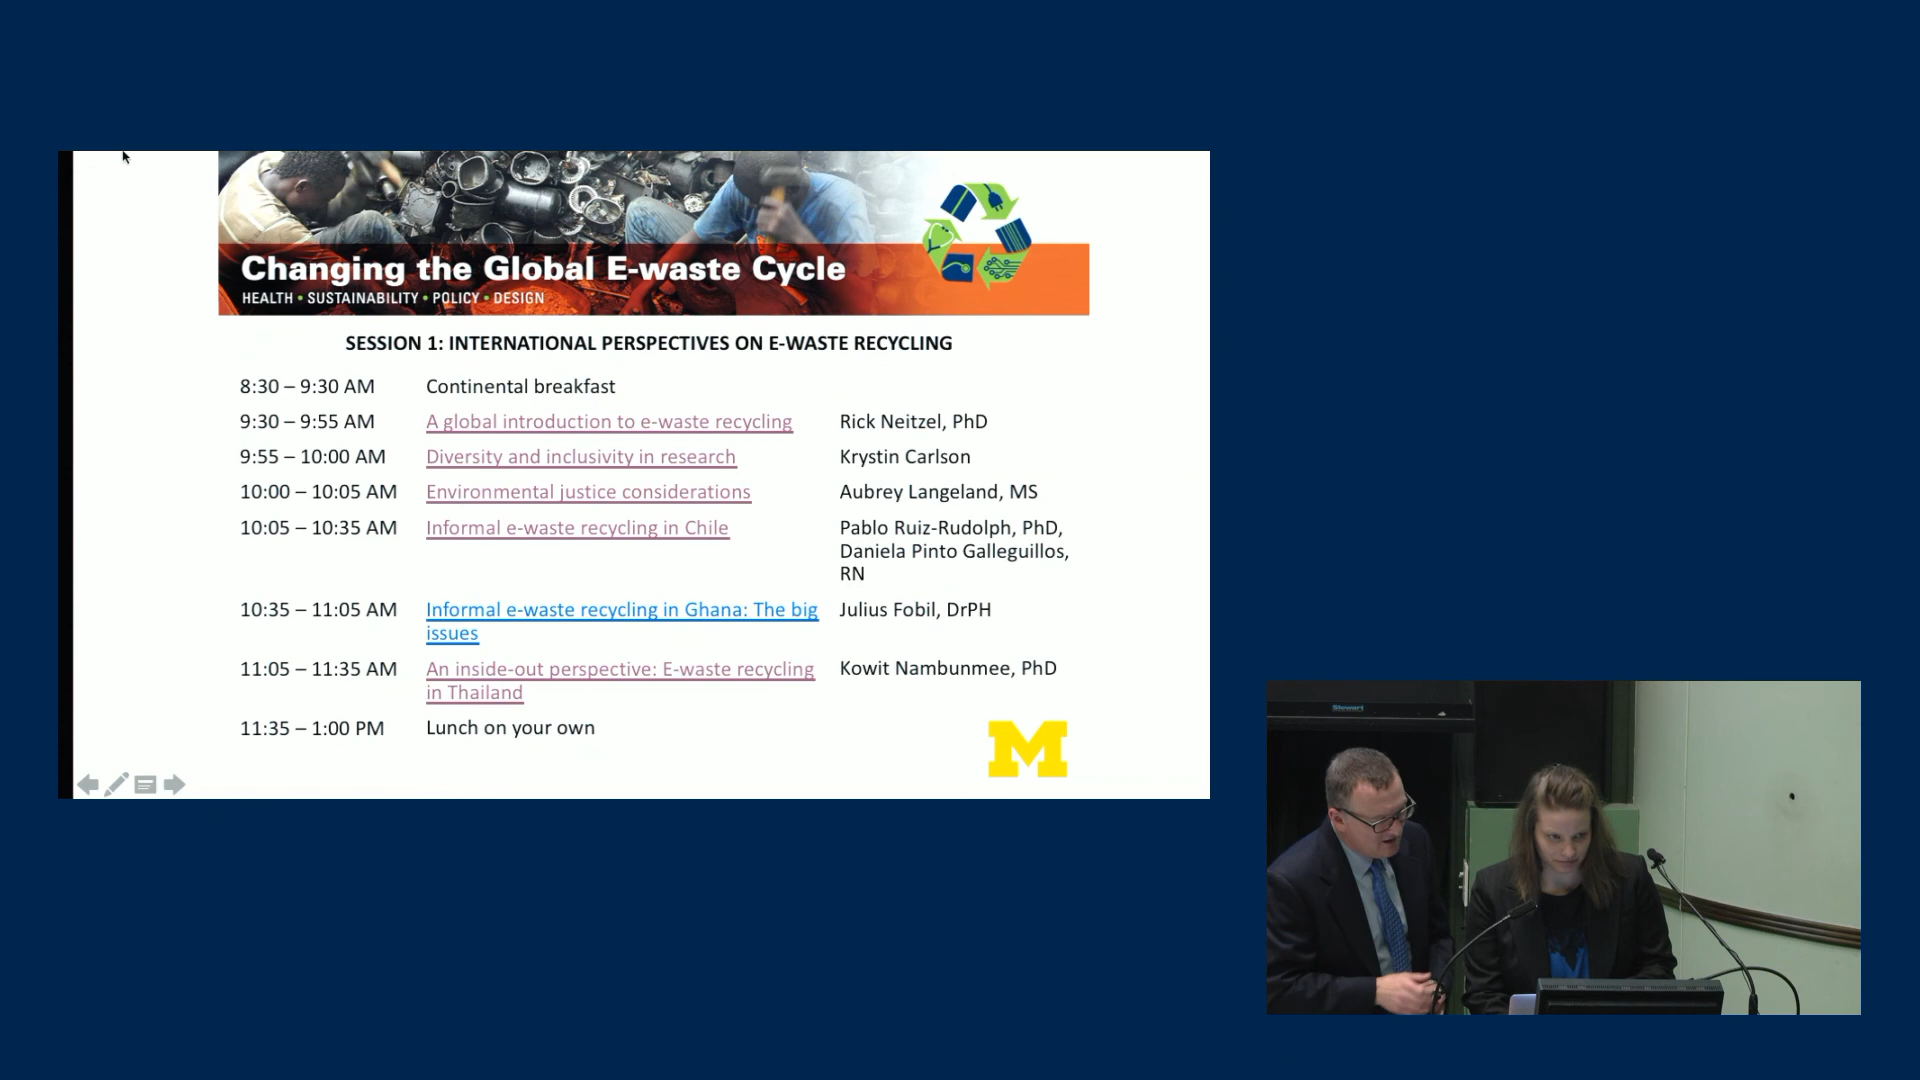 Changing the Global E-waste Cycle
HEALTH • SUSTAINABILITY • POLICY • DESIGN
SESSION 1: INTERNATIONAL PERSPECTIVES ON E-WASTE RECYCLING
8:30 – 9:30 AM Continental breakfast
9:30 – 9:55 AM A global introduction to e-waste recycling Rick Neitzel, PhD
9:55 – 10:00 AM Diversity and inclusivity in research Krystin Carlson
10:00 – 10:05 AM Environmental justice considerations Aubrey Langeland, MS
10:05 – 10:35 AM Informal e-waste recycling in Chile Pablo Ruiz-Rudolph, PhD,
Daniela Pinto Galleguillos,
RN
10:35 – 11:05 AM Informal e-waste recycling in Ghana: The big Julius Fobil, DrPH
issues
11:05 – 11:35 AM An inside-out perspective: E-waste recycling Kowit Nambunmee, PhD
in Thailand
11:35 – 1:00 PM Lunch on your own
M
Stewart